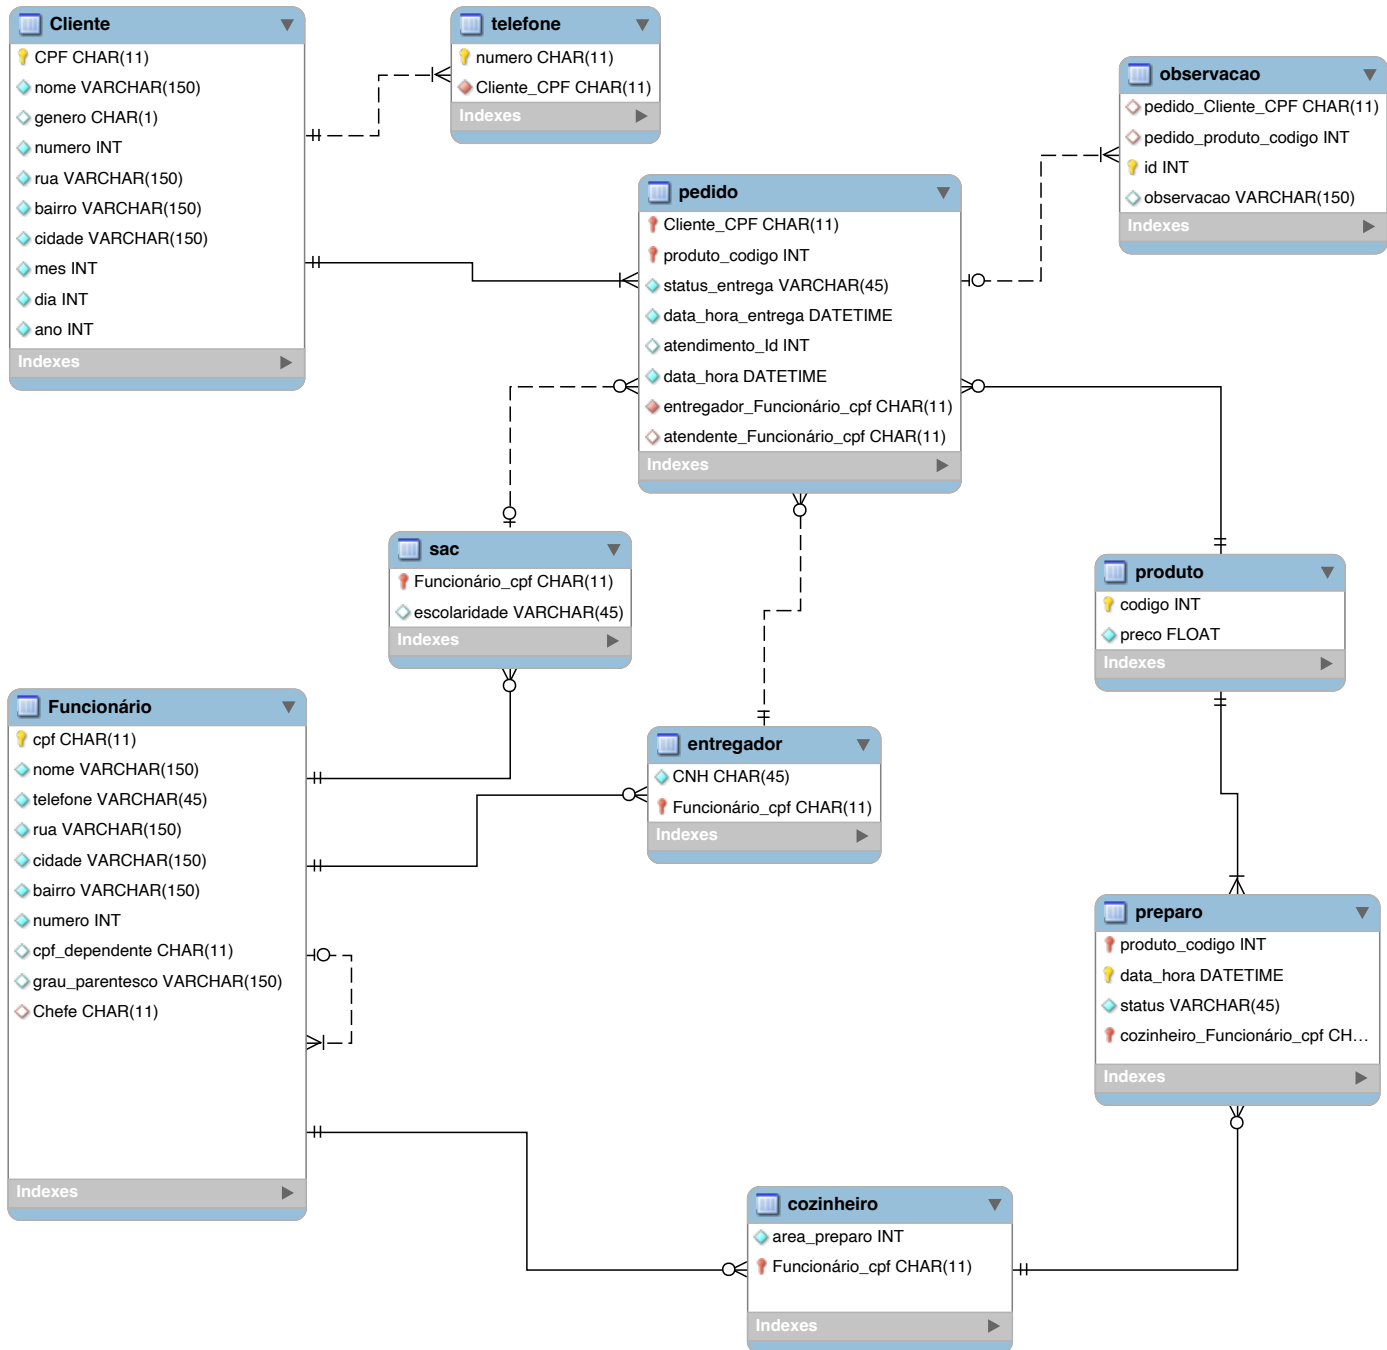 Cliente
CPF CHAR(11)
nome VARCHAR(150)
genero CHAR(1)
numero INT
rua VARCHAR(150)
bairro VARCHAR(150)
cidade VARCHAR(150)
mes INT
dia INT
ano INT
Indexes
telefone
numero CHAR(11)
Cliente_CPF CHAR(11)
Indexes
observacao
pedido_Cliente_CPF CHAR(11)
pedido_produto_codigo INT
id INT
observacao VARCHAR(150)
Indexes
pedido
Cliente_CPF CHAR(11)
produto_codigo INT
status_entrega VARCHAR(45)
data_hora_entrega DATETIME
atendimento_Id INT
data_hora DATETIME
entregador_Funcionário_cpf CHAR(11)
atendente_Funcionário_cpf CHAR(11)
Indexes
sac
Funcionário_cpf CHAR(11)
escolaridade VARCHAR(45)
Indexes
produto
codigo INT
preco FLOAT
Indexes
Funcionário
cpf CHAR(11)
nome VARCHAR(150)
telefone VARCHAR(45)
rua VARCHAR(150)
cidade VARCHAR(150)
bairro VARCHAR(150)
numero INT
cpf_dependente CHAR(11)
grau_parentesco VARCHAR(150)
Chefe CHAR(11)
Indexes
entregador
CNH CHAR(45)
Funcionário_cpf CHAR(11)
Indexes
preparo
produto_codigo INT
data_hora DATETIME
status VARCHAR(45)
cozinheiro_Funcionário_cpf CH...
Indexes
cozinheiro
area_preparo INT
Funcionário_cpf CHAR(11)
Indexes